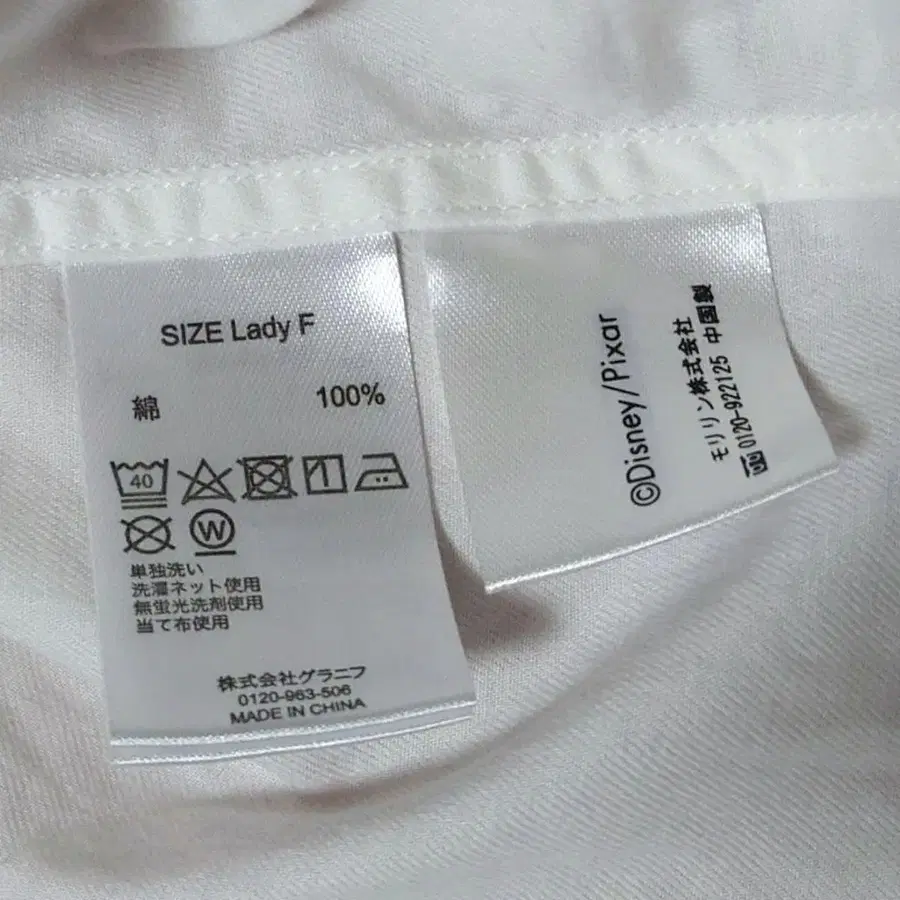 SIZE Lady F
綿 100%
40
W
単独洗い
洗濯ネット使用
無蛍光洗剤使用
当て布使用
株式会社グラニフ
0120-963-506
MADE IN CHINA
©Disney/Pixar
モリリン株式会社
0120-922125 中国製